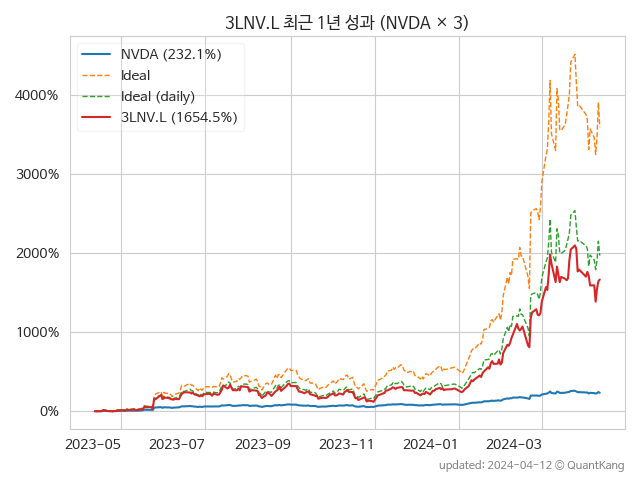 3LNV.L 최근 1년 성과 (NVDA × 3)
NVDA (232.1%)
Ideal
Ideal (daily)
3LNV.L (1654.5%)
4000%
3000%
2000%
1000%
0%
2023-05
2023-07
2023-09
2023-11
2024-01
2024-03
updated: 2024-04-12 © QuantKang